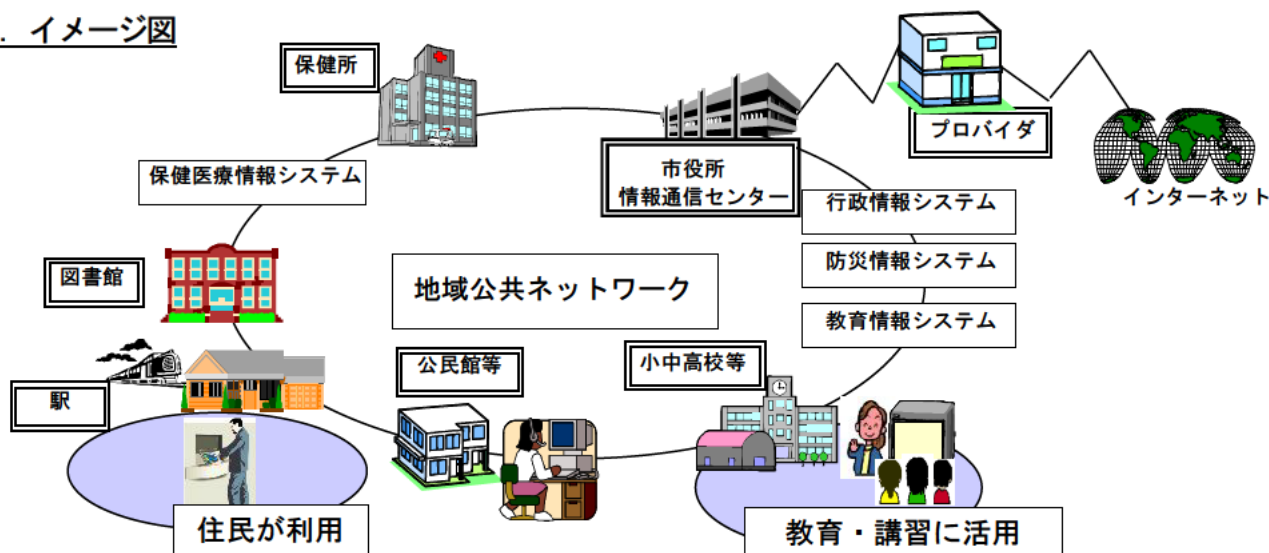 . イメージ図
保健所
プロバイダ
市役所
情報通信センター
インターネット
保健医療情報システム
行政情報システム
図書館
防災情報システム
地域公共ネットワーク
教育情報システム
公民館等
小中高校等
駅
住民が利用
教育・講習に活用